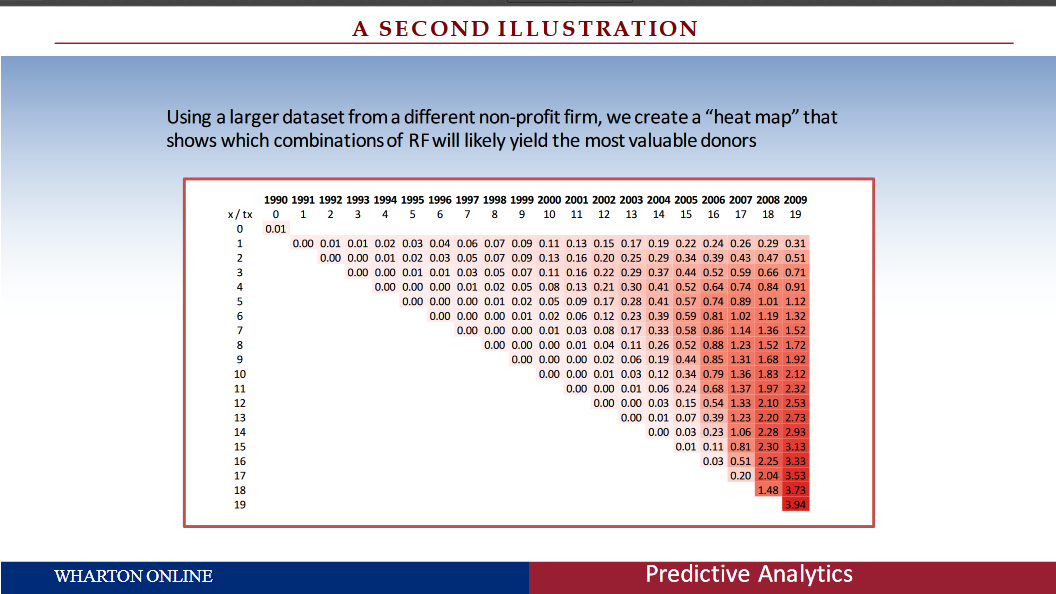 A SECOND ILLUSTRATION
Using a larger dataset from a different non-profit firm, we create a “heat map” that
shows which combinations of RF will likely yield the most valuable donors
1990 1991 1992 1993 1994 1995 1996 1997 1998 1999 2000 2001 2002 2003 2004 2005 2006 2007 2008 2009
x / tx 0 1 2 3 4 5 6 7 8 9 10 11 12 13 14 15 16 17 18 19
0 0.01
1 0.00 0.01 0.01 0.02 0.03 0.04 0.06 0.07 0.09 0.11 0.13 0.15 0.17 0.19 0.22 0.24 0.26 0.29 0.31
2 0.00 0.00 0.01 0.02 0.03 0.05 0.07 0.09 0.13 0.16 0.20 0.25 0.29 0.34 0.39 0.43 0.47 0.51
3 0.00 0.00 0.01 0.01 0.03 0.05 0.07 0.11 0.16 0.22 0.29 0.37 0.44 0.52 0.59 0.66 0.71
4 0.00 0.00 0.00 0.01 0.02 0.05 0.08 0.13 0.21 0.30 0.41 0.52 0.64 0.74 0.84 0.91
5 0.00 0.00 0.00 0.01 0.02 0.05 0.09 0.17 0.28 0.41 0.57 0.74 0.89 1.01 1.12
6 0.00 0.00 0.00 0.01 0.02 0.06 0.12 0.23 0.39 0.59 0.81 1.02 1.19 1.32
7 0.00 0.00 0.00 0.01 0.03 0.08 0.17 0.33 0.58 0.86 1.14 1.36 1.52
8 0.00 0.00 0.00 0.01 0.04 0.11 0.26 0.52 0.88 1.23 1.52 1.72
9 0.00 0.00 0.00 0.02 0.06 0.19 0.44 0.85 1.31 1.68 1.92
10 0.00 0.00 0.01 0.03 0.12 0.34 0.79 1.36 1.83 2.12
11 0.00 0.00 0.01 0.06 0.24 0.68 1.37 1.97 2.32
12 0.00 0.00 0.03 0.15 0.54 1.33 2.10 2.53
13 0.00 0.01 0.07 0.39 1.23 2.20 2.73
14 0.00 0.03 0.23 1.06 2.28 2.93
15 0.01 0.11 0.81 2.30 3.13
16 0.03 0.51 2.25 3.33
17 0.20 2.04 3.53
18 1.48 3.73
19 3.94
WHARTON ONLINE
Predictive Analytics